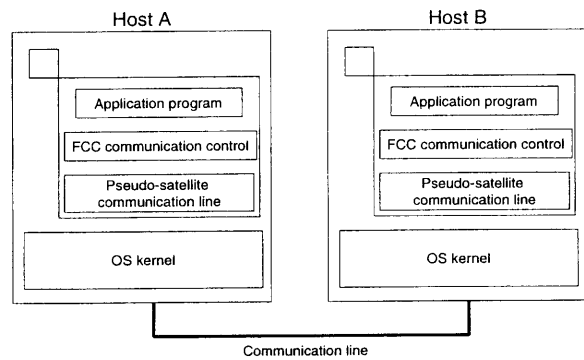 Host A
Host B
Application program
FCC communication control
Pseudo-satellite
communication line
OS kernel
Application program
FCC communication control
Pseudo-satellite
communication line
OS kernel
Communication line